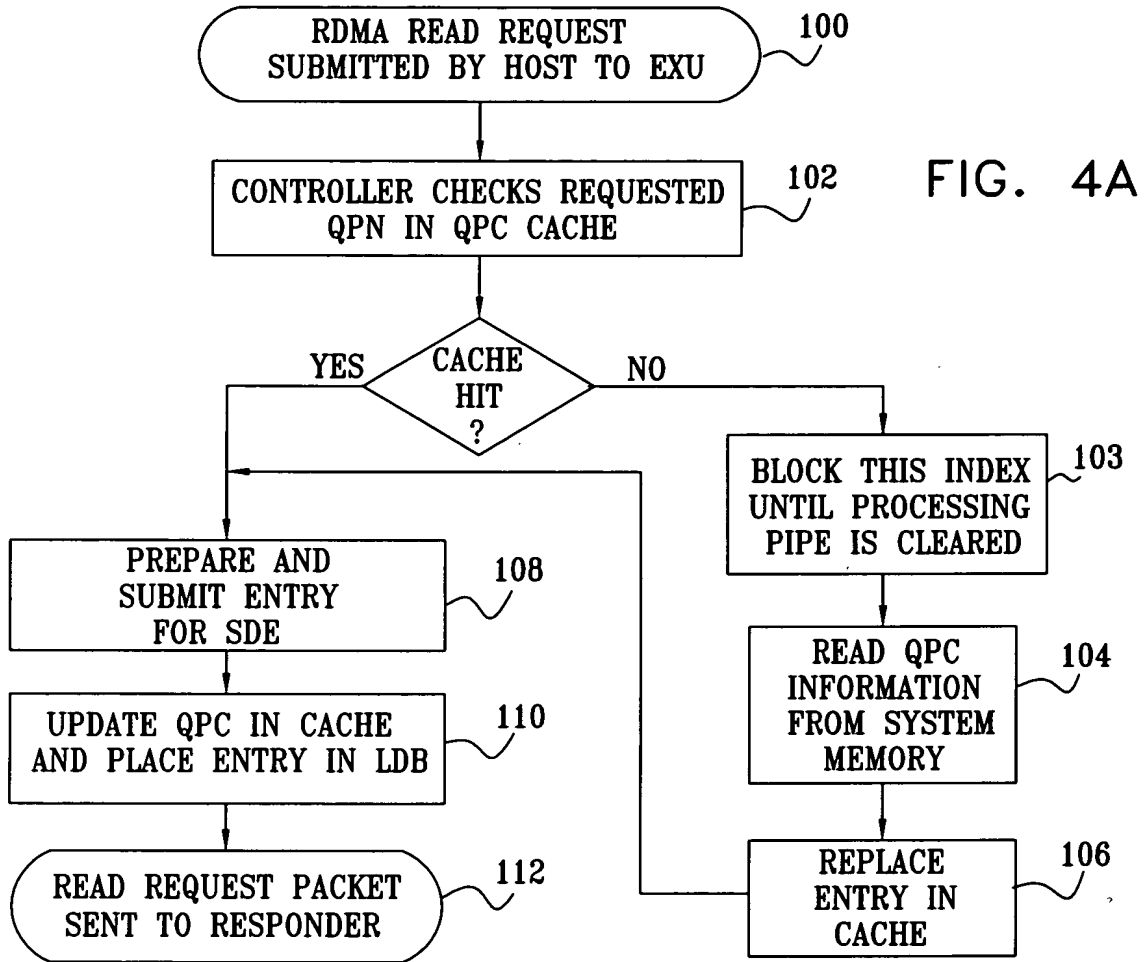 RDMA READ REQUEST
SUBMITTED BY HOST TO EXU
100
CONTROLLER CHECKS REQUESTED
QPN IN QPC CACHE
102
FIG. 4A
CACHE
HIT
?
YES
NO
BLOCK THIS INDEX
UNTIL PROCESSING
PIPE IS CLEARED
103
PREPARE AND
SUBMIT ENTRY
FOR SDE
108
READ QPC
INFORMATION
FROM SYSTEM
MEMORY
104
UPDATE QPC IN CACHE
AND PLACE ENTRY IN LDB
110
REPLACE
ENTRY IN
CACHE
106
READ REQUEST PACKET
SENT TO RESPONDER
112